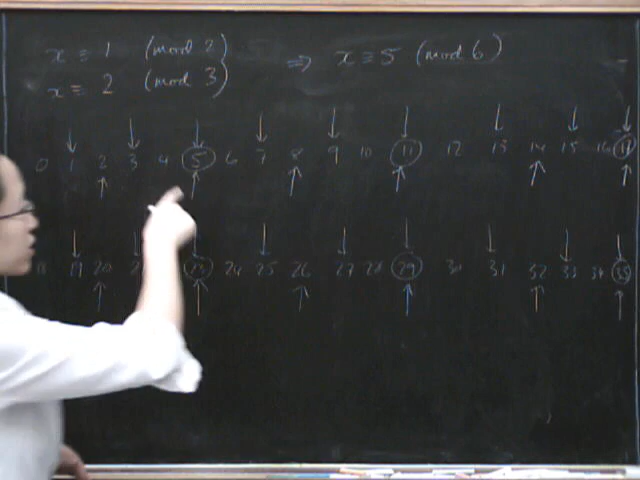 x ≡ 1 (mod 2) ⇒ x ≡ 5 (mod 6)
x ≡ 2 (mod 3)
0 1 2 3 4 5 6 7 8 9 10 11 12 13 14 15 16 17
19 20 23 24 25 26 27 28 29 30 31 32 33 34 35